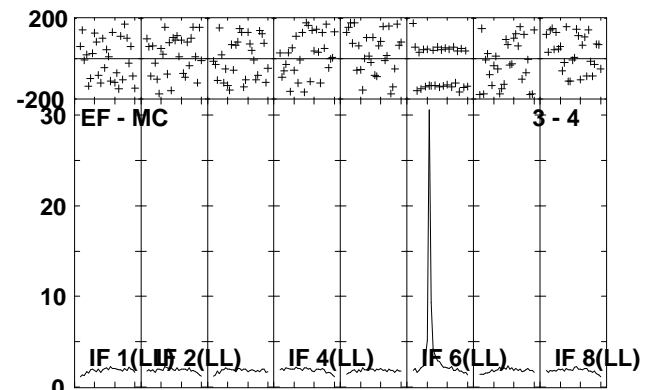 200
-200
30
EF - MC
3 - 4
20
10
0
IF 1(LL)
IF 2(LL)
IF 4(LL)
IF 6(LL)
IF 8(LL)